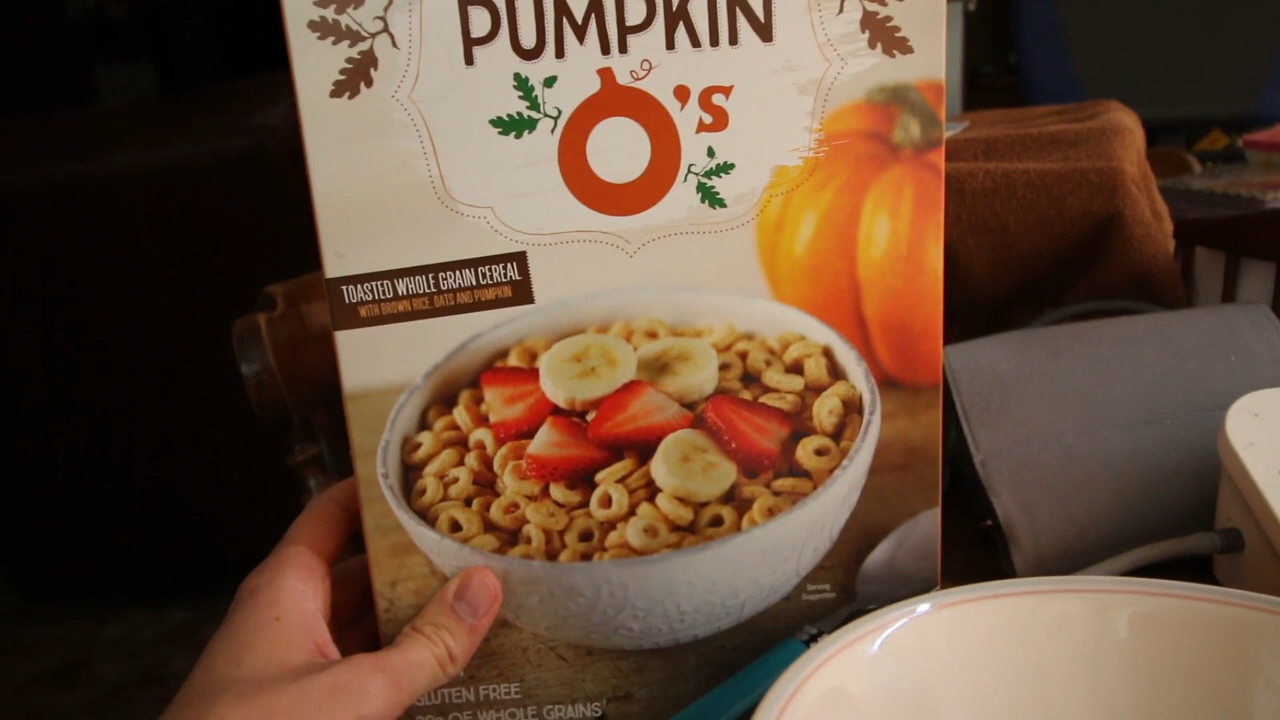 PUMPKIN
O'S
TOASTED WHOLE GRAIN CEREAL
WITH BROWN RICE, OATS AND PUMPKIN
Serving
Suggestion
GLUTEN FREE
OF WHOLE GRAINS